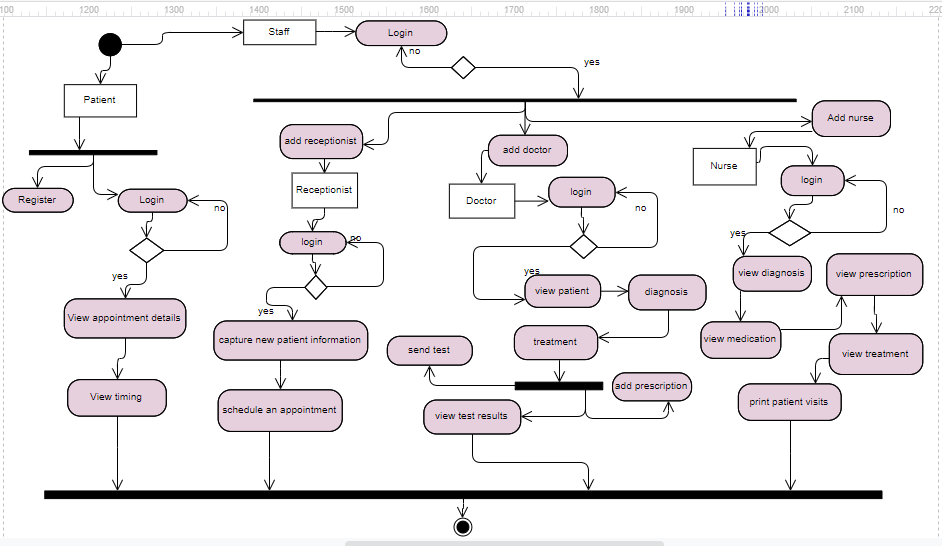 100 1200 1300 1400 1500 1600 1700 1800 1900 2000 2100 220
Staff
Login
no
yes
Patient
add receptionist
add doctor
Add nurse
Nurse
Register
Login
no
Receptionist
Doctor
login
no
login
no
yes
login
no
yes
yes
view patient
diagnosis
view diagnosis
view prescription
yes
View appointment details
yes
capture new patient information
send test
treatment
view medication
view treatment
View timing
schedule an appointment
view test results
add prescription
print patient visits